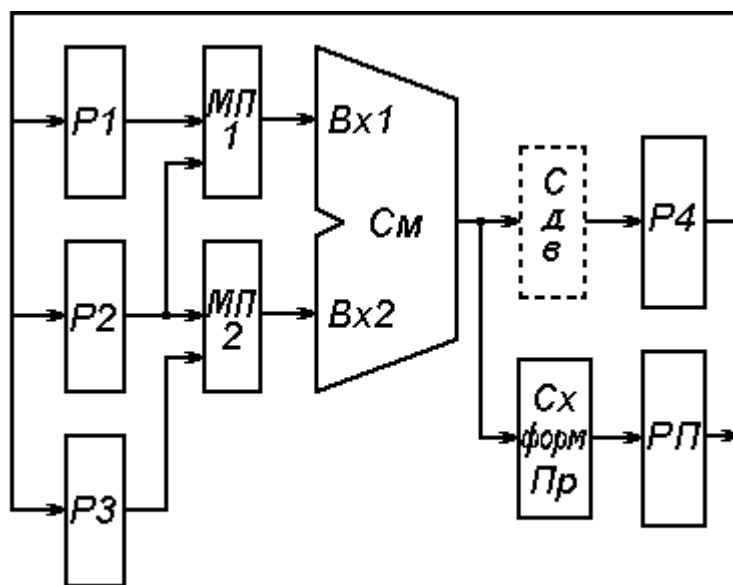 Р1
МП
1
Вх1
С
д
в
Р4
См
Р2
МП
2
Вх2
Сх
форм
Пр
РП
Р3